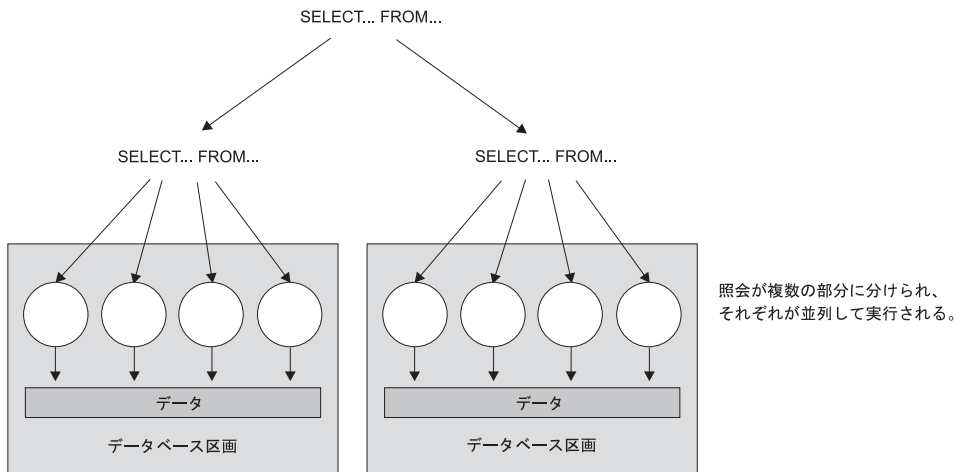 SELECT... FROM...
SELECT... FROM...
SELECT... FROM...
照会が複数の部分に分けられ、
それぞれが並列して実行される。
データ
データ
データベース区画
データベース区画